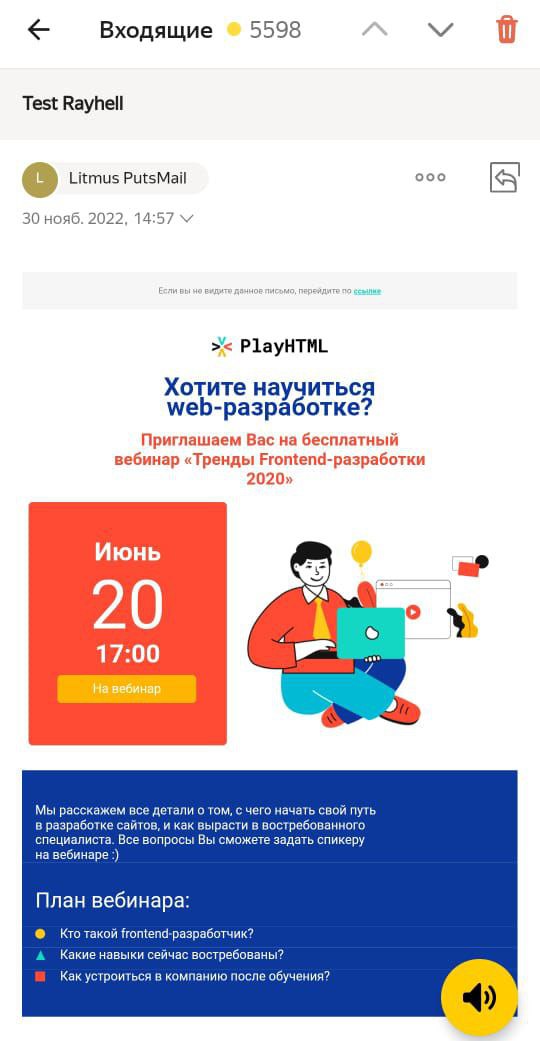 Входящие 5598
Test Rayhell
L Litmus PutsMail
30 нояб. 2022, 14:57
Если вы не видите данное письмо, перейдите по ссылке
PlayHTML
Хотите научиться
web-разработке?
Приглашаем Вас на бесплатный
вебинар «Тренды Frontend-разработки
2020»
Июнь
20
17:00
На вебинар
Мы расскажем все детали о том, с чего начать свой путь
в разработке сайтов, и как вырасти в востребованного
специалиста. Все вопросы Вы сможете задать спикеру
на вебинаре :)
План вебинара:
Кто такой frontend-разработчик?
Какие навыки сейчас востребованы?
Как устроиться в компанию после обучения?